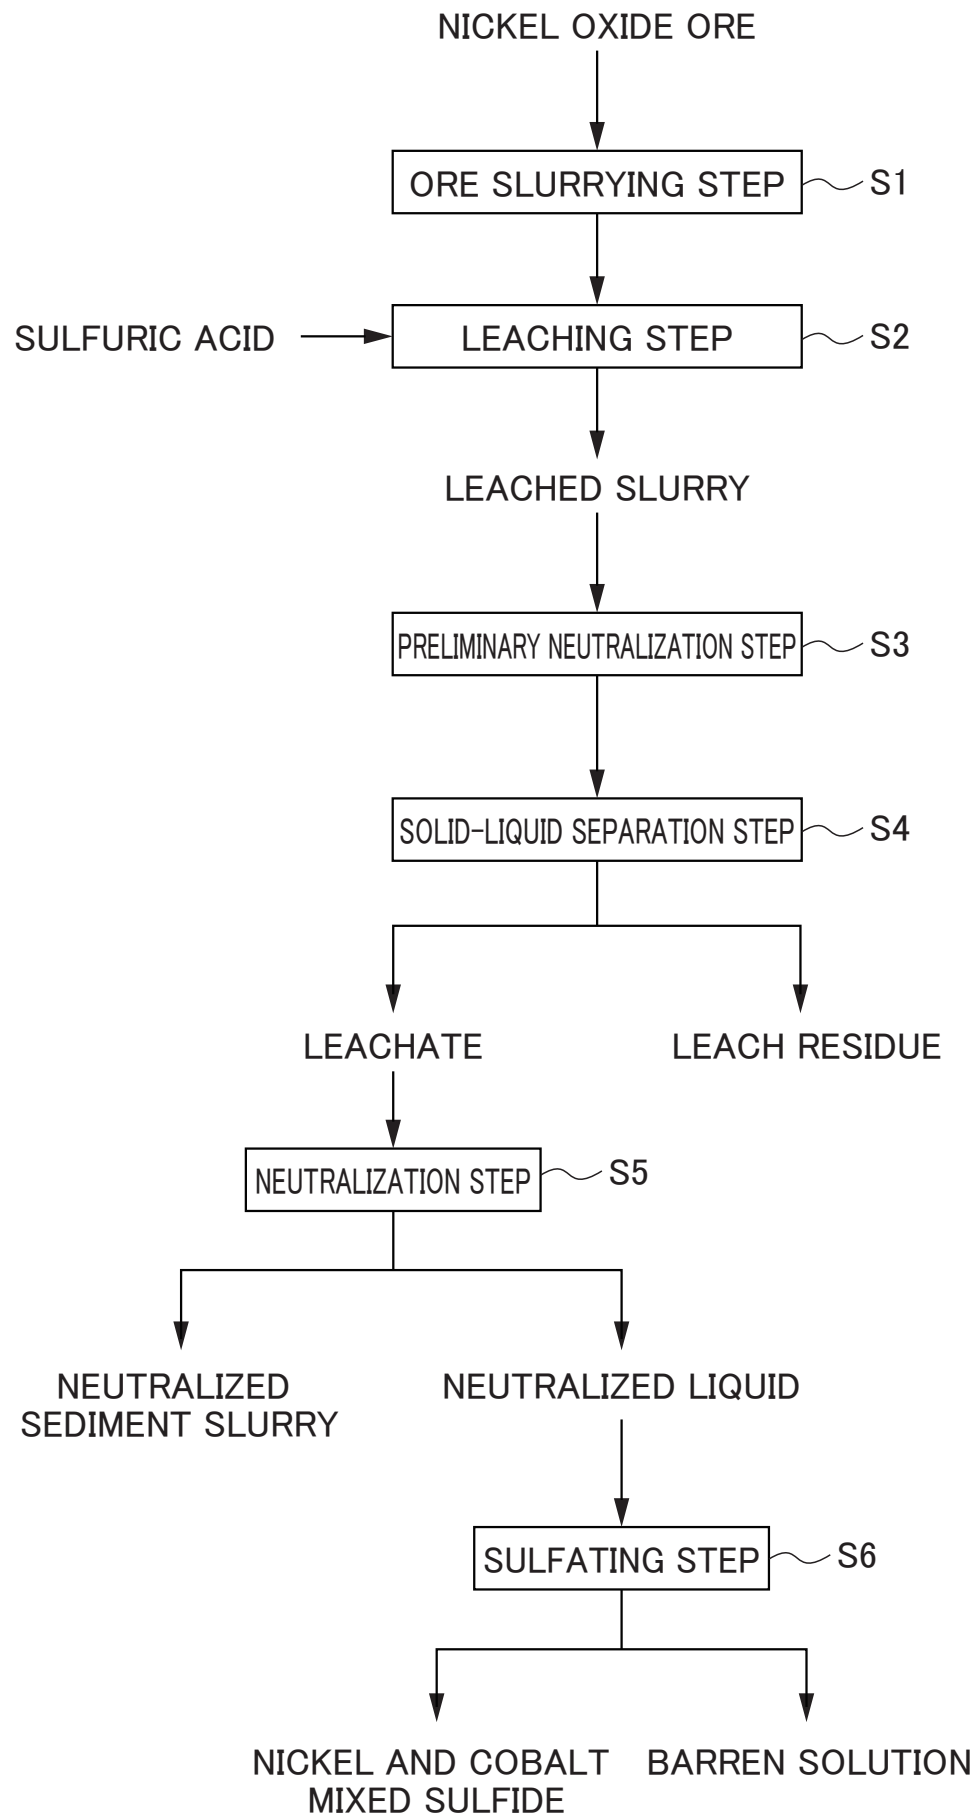 NICKEL OXIDE ORE
ORE SLURRYING STEP
S1
SULFURIC ACID
LEACHING STEP
S2
LEACHED SLURRY
PRELIMINARY NEUTRALIZATION STEP
S3
SOLID-LIQUID SEPARATION STEP
S4
LEACHATE
LEACH RESIDUE
NEUTRALIZATION STEP
S5
NEUTRALIZED
SEDIMENT SLURRY
NEUTRALIZED LIQUID
SULFATING STEP
S6
NICKEL AND COBALT
MIXED SULFIDE
BARREN SOLUTION